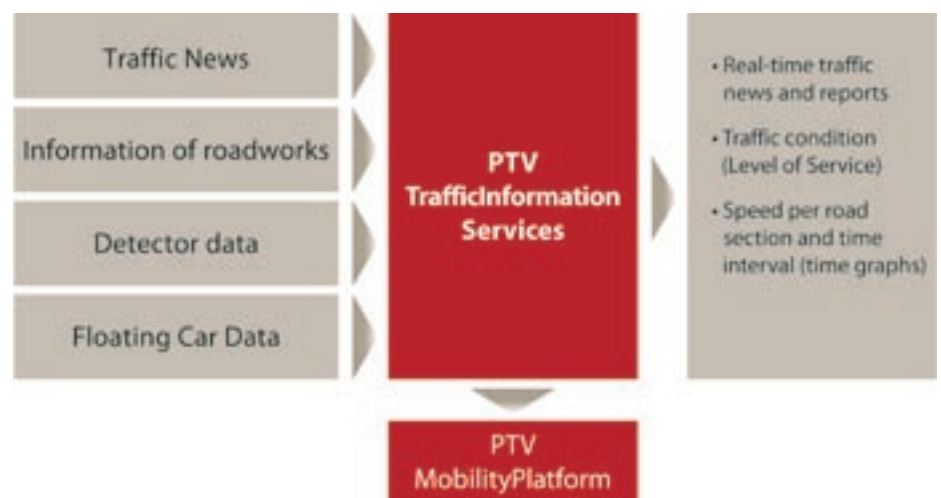 Traffic News
Information of roadworks
Detector data
Floating Car Data
PTV
TrafficInformation
Services
• Real-time traffic
news and reports
• Traffic condition
(Level of Service)
• Speed per road
section and time
interval (time graphs)
PTV
MobilityPlatform